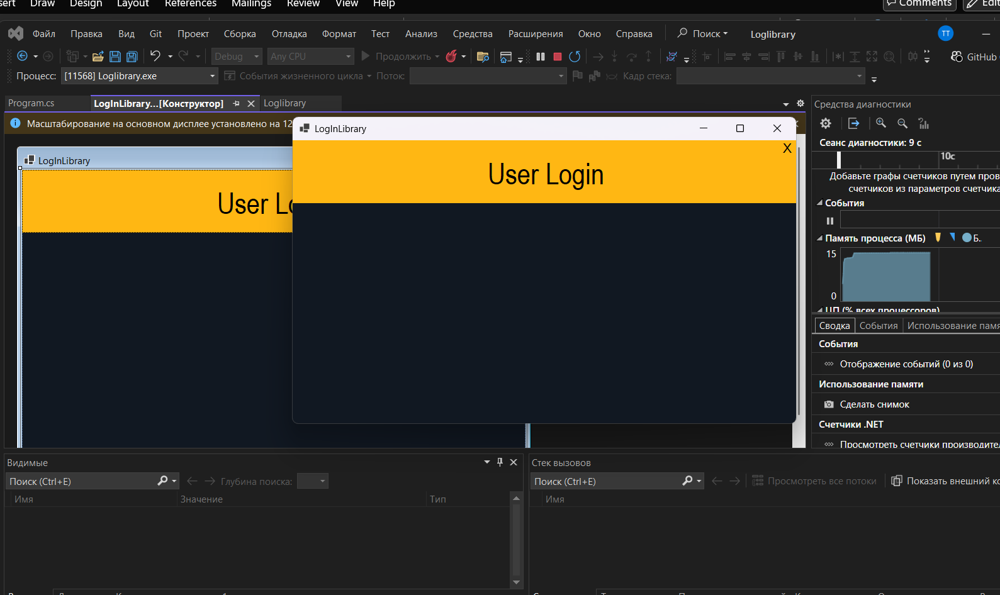 Draw Design Layout References Mailings Review View Help Comments
Файл Правка Вид Git Проект Сборка Отладка Формат Тест Анализ Средства Расширения Окно Справка Поиск Loglibrary TT
Debug Any CPU Продолжить GitHub
Процесс: [11568] Loglibrary.exe События жизненного цикла Поток: Кадр стека:
Program.cs LogInLibrary...[Конструктор] Loglibrary
Масштабирование на основном дисплее установлено на 12
LogInLibrary
User Lo
LogInLibrary
X
User Login
Средства диагностики
Сеанс диагностики: 9 с
10с
Добавьте графы счетчиков путем пров
счетчиков из параметров счетчика
События
Память процесса (МБ) Б..
15
0
ЦП (% всех процессоров)
Сводка События Использование памя
События
Отображение событий (0 из 0)
Использование памяти
Сделать снимок
Счетчики .NET
Просмотреть счетчики производител
Видимые
Поиск (Ctrl+E) Глубина поиска:
Имя Значение Тип
Стек вызовов
Поиск (Ctrl+E) Просмотреть все потоки Показать внешний ко
Имя